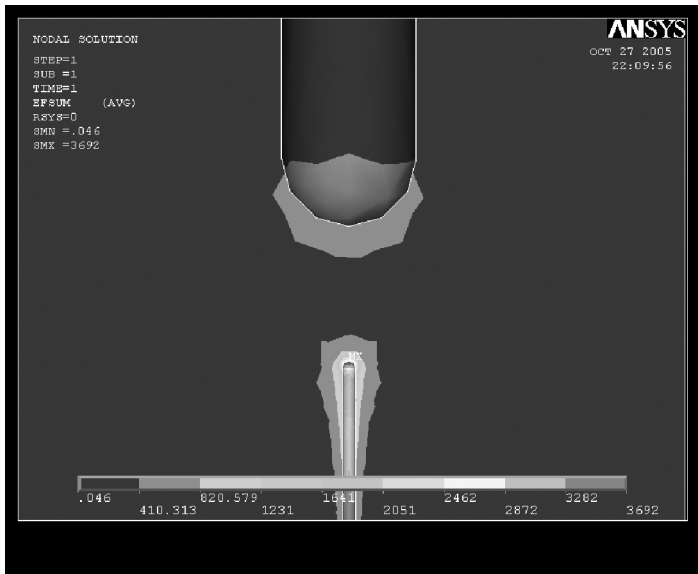 NODAL SOLUTION
STEP=1
SUB =1
TIME=1
EFSUM (AVG)
RSYS=0
SMN =.046
SMX =3692
ANSYS
OCT 27 2005
22:09:56
MX
.046 820.579 1641 2462 3282
410.313 1231 2051 2872 3692